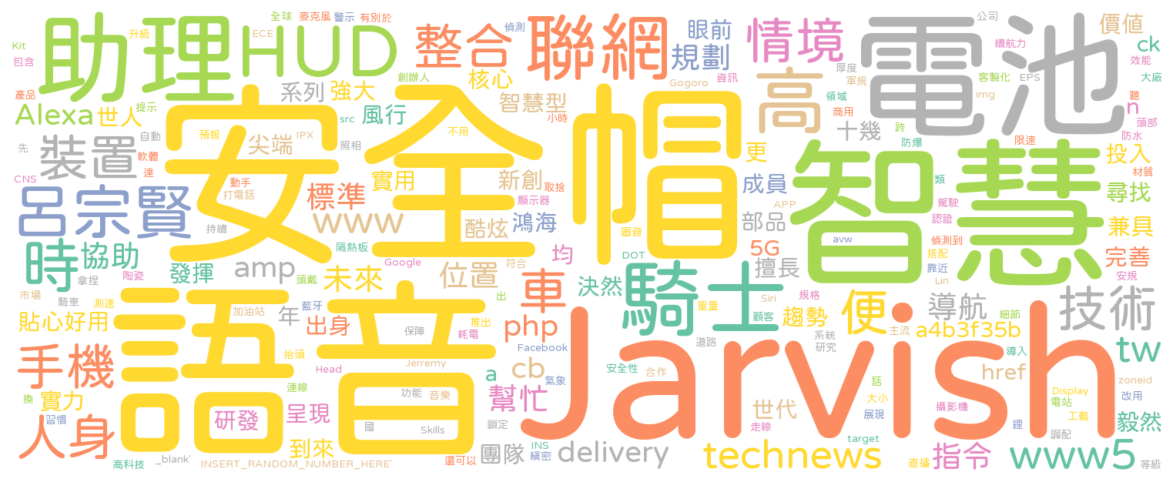 助理
HUD
整合
聯網
情境
電池
安全帽
智慧
語音
Jarvish
騎士
高
呂宗賢
裝置
時
協助
手機
人身
技術
導航
便
車
位置
未來
標準
www
www5
technews
delivery
指令
tw
php
cb
幫忙
a4b3f35b
href
Alexa
世人
系列
強大
風行
核心
智慧型
眼前
規劃
尖端
實用
新創
酷炫
鴻海
均
更
成員
部品
5G
擅長
決然
趨勢
十幾
價值
ck
n
投入
尋找
兼具
完善
毅然
世代
團隊
到來
呈現
研發
實力
貼心好用
發揮
amp
年
出身
a
全球
麥克風
警示
有別於
偵測
公司
續航力
Kit
包含
升級
ECE
創辦人
Gogoro
資訊
厚度
軍規
客製化
EPS
效能
大廠
產品
提示
自動
預報
IPX
src
小時
領域
商用
img
聽
頭部
防水
先
軟體
達
照相
不用
跨
防爆
限速
材質
CNS
動手
打電話
取捨
顯示器
APP
類
駕駛
認證
偵測到
安規
持續
隔熱板
圖資
avw
搭配
靠近
拿捏
陶瓷
Google
符合
DOT
Lin
市場
騎車
測速
頭戴
藍牙
出
重量
Siri
規格
細節
加油站
保障
耗電
推出
顧客
主流
系統
研究
道路
導入
Facebook
抬頭
Head
Jerremy
氣象
安全性
合作
話
大小
Display
zoneid
電站
改用
換
習慣
連線
功能
音樂
國
Skills
鎖定
走線
展現
攝影機
鋰
工藝
調配
高科技
_blank'
INSERT_RANDOM_NUMBER_HERE'
還可以
INS
縝密
target
直播
等級